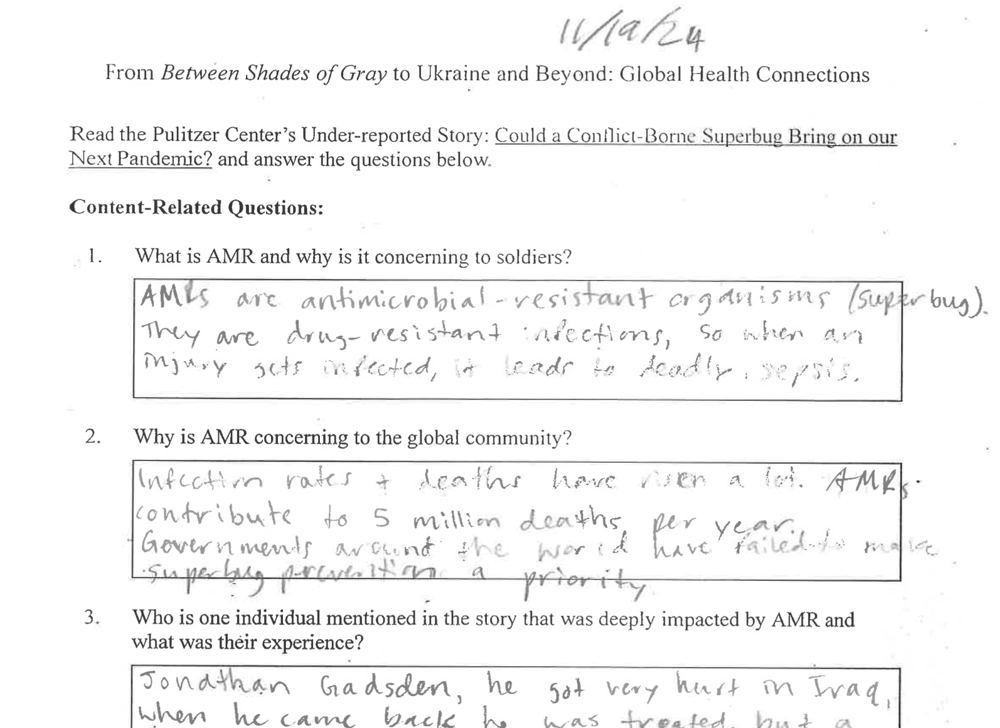 11/19/24
From Between Shades of Gray to Ukraine and Beyond: Global Health Connections
Read the Pulitzer Center's Under-reported Story: Could a Conflict-Borne Superbug Bring on our
Next Pandemic? and answer the questions below.
Content-Related Questions:
1. What is AMR and why is it concerning to soldiers?
AMRs are antimicrobial-resistant organisms (superbug).
They are drug-resistant infections, so when an
injury gets infected, it leads to deadly sepsis.
2. Why is AMR concerning to the global community?
Infection rates + deaths have risen a lot. AMRs
contribute to 5 million deaths per year.
Governments around the world have failed to make
superbug prevention a priority
3. Who is one individual mentioned in the story that was deeply impacted by AMR and
what was their experience?
Jonathan Gadsden, he got very hurt in Iraq,
when he came back he was treated, but a